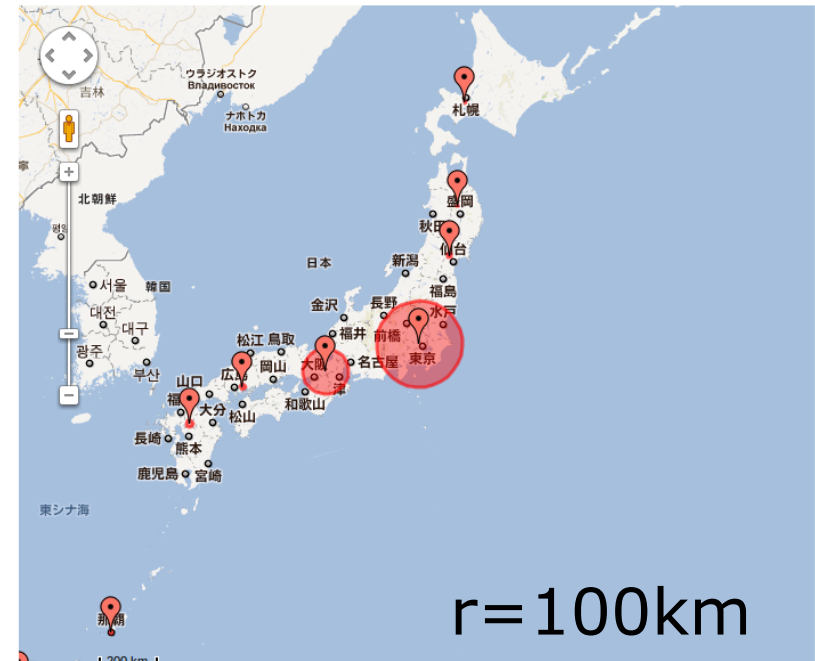 ウラジオストク
Владивосток
吉林
ナホトカ
Находка
札幌
北朝鮮
盛岡
秋田
仙台
서울
韓国
日本
新潟
福島
대전
金沢
長野
水戸
대구
福井
前橋
광주
松江
鳥取
東京
부산
広島
岡山
大阪
名古屋
山口
津
大分
松山
和歌山
長崎
熊本
鹿児島
宮崎
東シナ海
那覇
r=100km
200 km